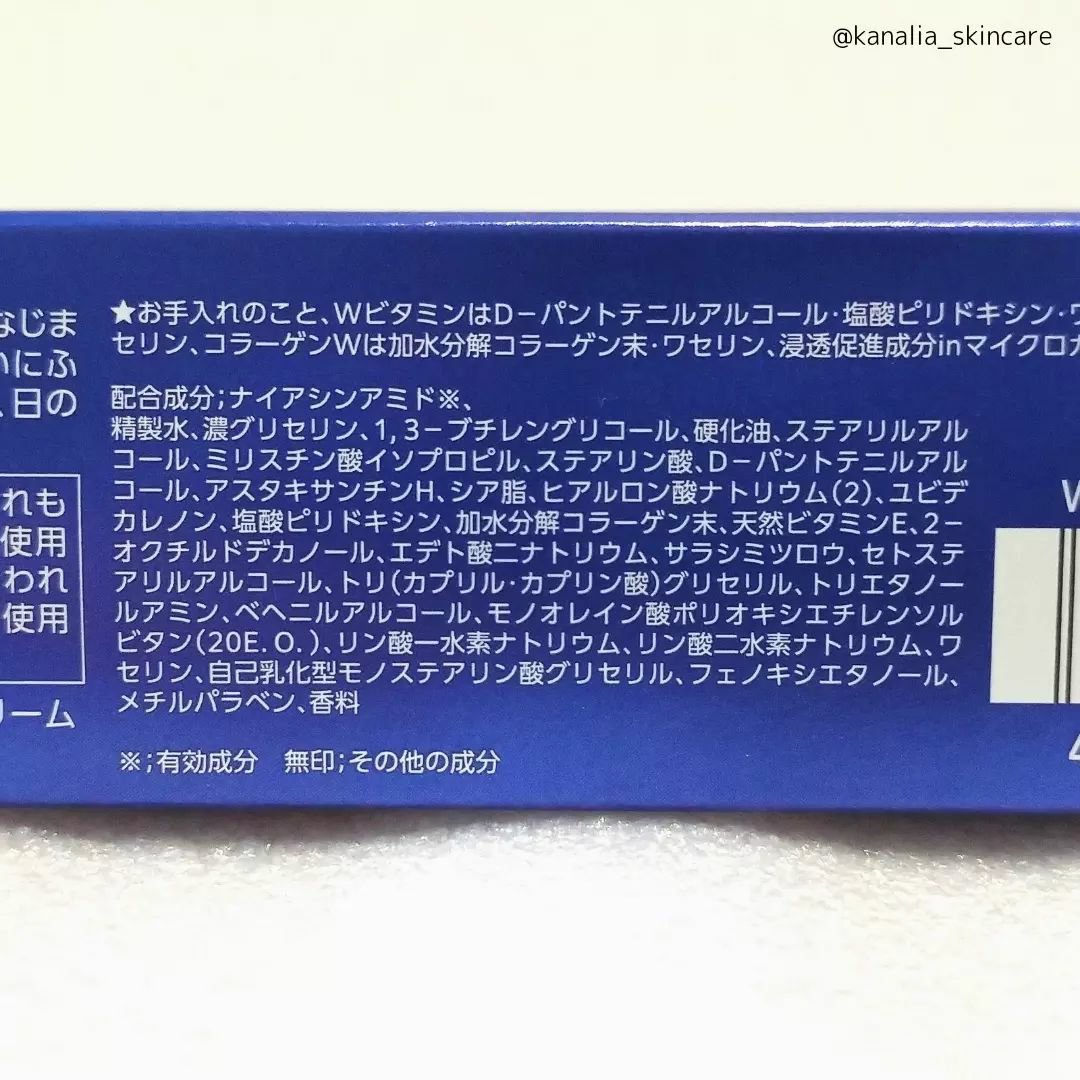 @kanalia_skincare
なじま
いにふ
、日の
れも
使用
われ
使用
リーム
★お手入れのこと、WビタミンはD-パントテニルアルコール・塩酸ピリドキシン・ワ
セリン、コラーゲンWは加水分解コラーゲン末・ワセリン、浸透促進成分inマイクロカ
配合成分;ナイアシンアミド※、
精製水、濃グリセリン、1,3-ブチレングリコール、硬化油、ステアリルアル
コール、ミリスチン酸イソプロピル、ステアリン酸、D-パントテニルアル
コール、アスタキサンチンH、シア脂、ヒアルロン酸ナトリウム(2)、ユビデ
カレノン、塩酸ピリドキシン、加水分解コラーゲン末、天然ビタミンE、2-
オクチルドデカノール、エデト酸二ナトリウム、サラシミツロウ、セトステ
アリルアルコール、トリ(カプリル・カプリン酸)グリセリル、トリエタノー
ルアミン、ベヘニルアルコール、モノオレイン酸ポリオキシエチレンソル
ビタン(20E.O.)、リン酸一水素ナトリウム、リン酸二水素ナトリウム、ワ
セリン、自己乳化型モノステアリン酸グリセリル、フェノキシエタノール、
メチルパラベン、香料
※;有効成分 無印;その他の成分